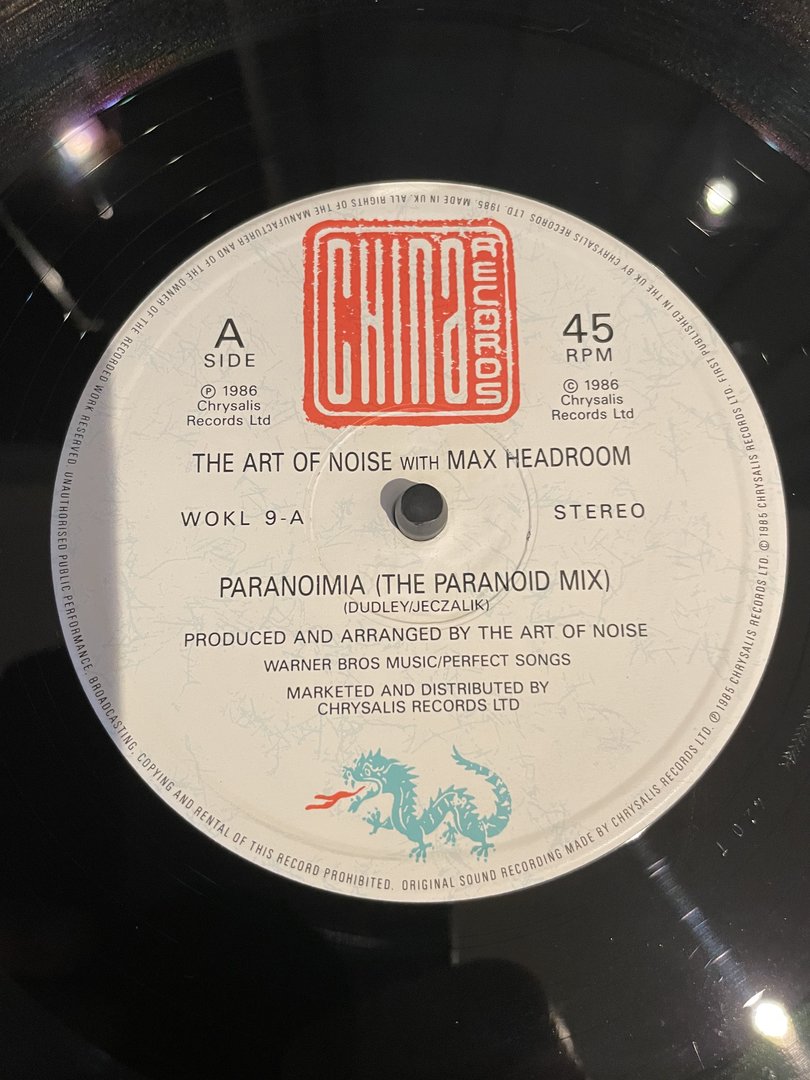 CHINA RECORDS
A
SIDE
℗ 1986
Chrysalis
Records Ltd
45
RPM
© 1986
Chrysalis
Records Ltd
THE ART OF NOISE WITH MAX HEADROOM
WOKL 9-A
STEREO
PARANOIMIA (THE PARANOID MIX)
(DUDLEY/JECZALIK)
PRODUCED AND ARRANGED BY THE ART OF NOISE
WARNER BROS MUSIC/PERFECT SONGS
MARKETED AND DISTRIBUTED BY
CHRYSALIS RECORDS LTD
ORIGINAL SOUND RECORDING MADE BY CHRYSALIS RECORDS LTD. ℗ 1985 CHRYSALIS RECORDS LTD. © 1985 CHRYSALIS RECORDS LTD. FIRST PUBLISHED IN THE UK BY CHRYSALIS RECORDS LTD. 1985. MADE IN UK. ALL RIGHTS OF THE MANUFACTURER AND OF THE OWNER OF THE RECORDED WORK RESERVED. UNAUTHORISED PUBLIC PERFORMANCE, BROADCASTING, COPYING AND RENTAL OF THIS RECORD PROHIBITED.